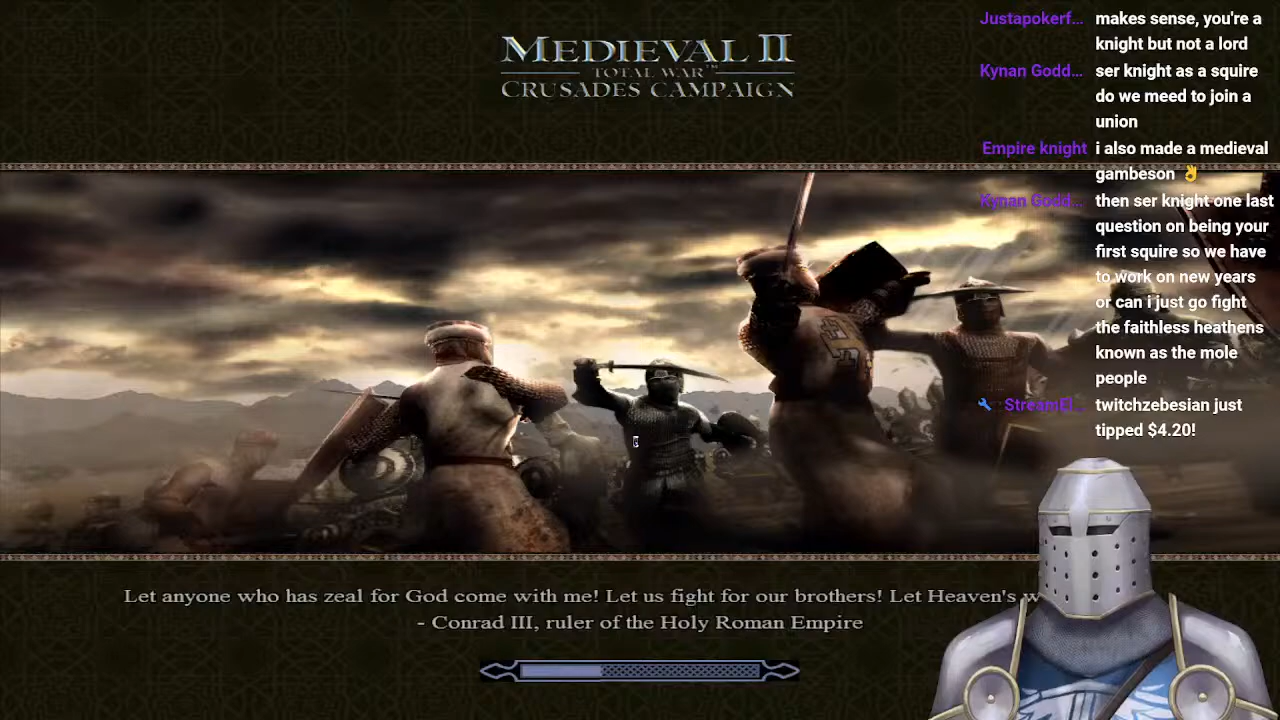 MEDIEVAL II
TOTAL WAR™
CRUSADES CAMPAIGN
Justapokerf... makes sense, you're a
knight but not a lord
Kynan Godd... ser knight as a squire
do we meed to join a
union
Empire knight i also made a medieval
gambeson 👌
Kynan Godd... then ser knight one last
question on being your
first squire so we have
to work on new years
or can i just go fight
the faithless heathens
known as the mole
people
StreamEl... twitchzebesian just
tipped $4.20!
Let anyone who has zeal for God come with me! Let us fight for our brothers! Let Heaven's
- Conrad III, ruler of the Holy Roman Empire